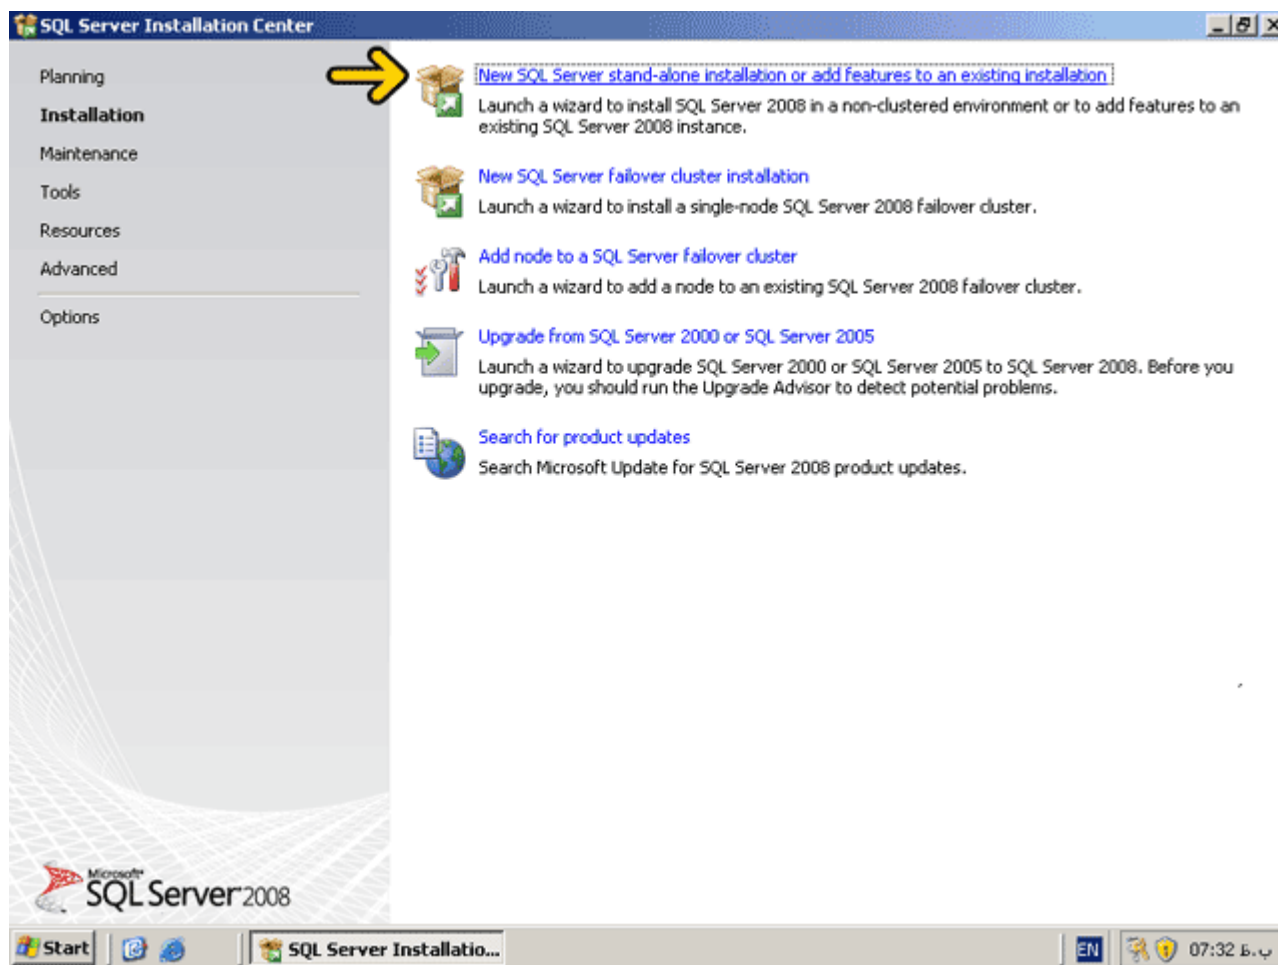 SQL Server Installation Center
Planning
Installation
Maintenance
Tools
Resources
Advanced
Options
New SQL Server stand-alone installation or add features to an existing installation
Launch a wizard to install SQL Server 2008 in a non-clustered environment or to add features to an
existing SQL Server 2008 instance.
New SQL Server failover cluster installation
Launch a wizard to install a single-node SQL Server 2008 failover cluster.
Add node to a SQL Server failover cluster
Launch a wizard to add a node to an existing SQL Server 2008 failover cluster.
Upgrade from SQL Server 2000 or SQL Server 2005
Launch a wizard to upgrade SQL Server 2000 or SQL Server 2005 to SQL Server 2008. Before you
upgrade, you should run the Upgrade Advisor to detect potential problems.
Search for product updates
Search Microsoft Update for SQL Server 2008 product updates.
Microsoft
SQL Server 2008
Start
SQL Server Installatio...
EN
07:32 ب.ظ